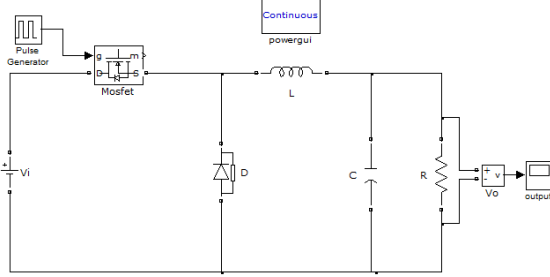 Continuous
powergui
Pulse
Generator
g
m
D
S
Mosfet
L
+
Vi
D
C
R
+
-
v
Vo
output